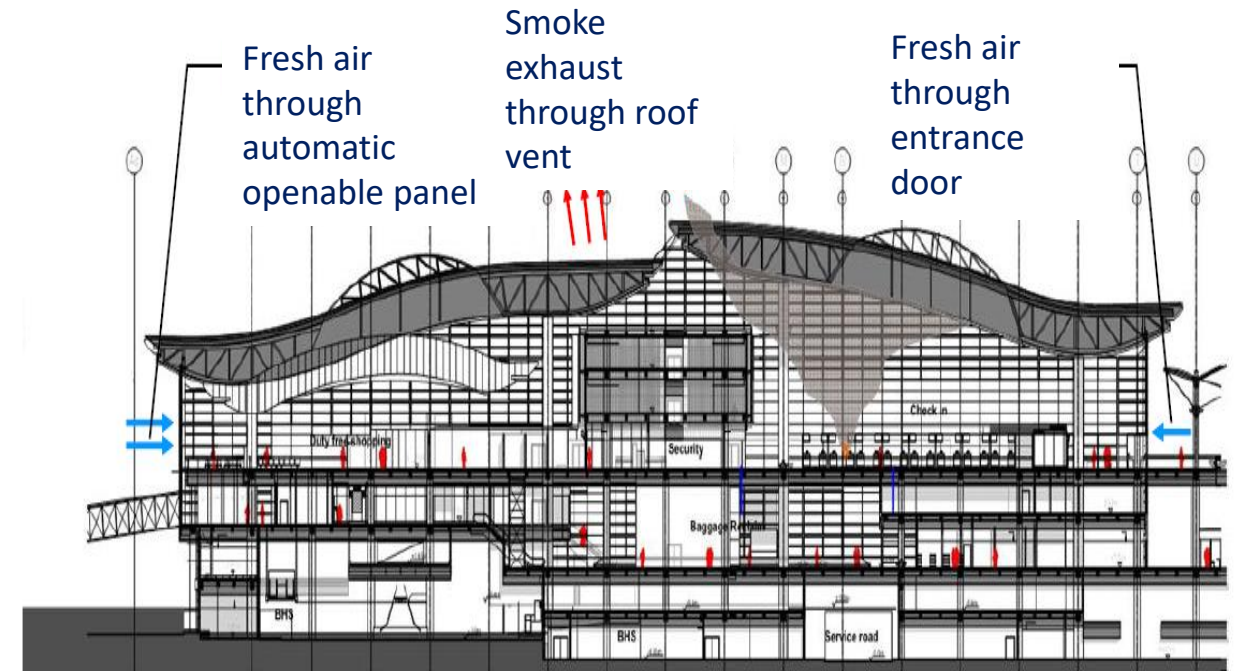 Fresh air
through
automatic
openable panel
Smoke
exhaust
through roof
vent
Fresh air
through
entrance
door
Check in
Duty free shopping
Security
Baggage Reclaim
BHS
BHS
Service road